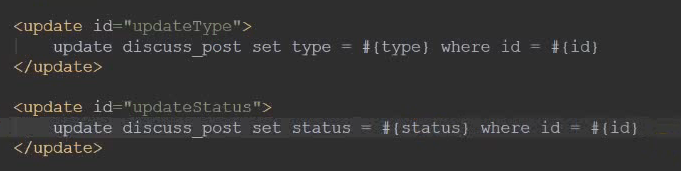 <update id="updateType">
update discuss_post set type = #{type} where id = #{id}
</update>
<update id="updateStatus">
update discuss_post set status = #{status} where id = #{id}
</update>